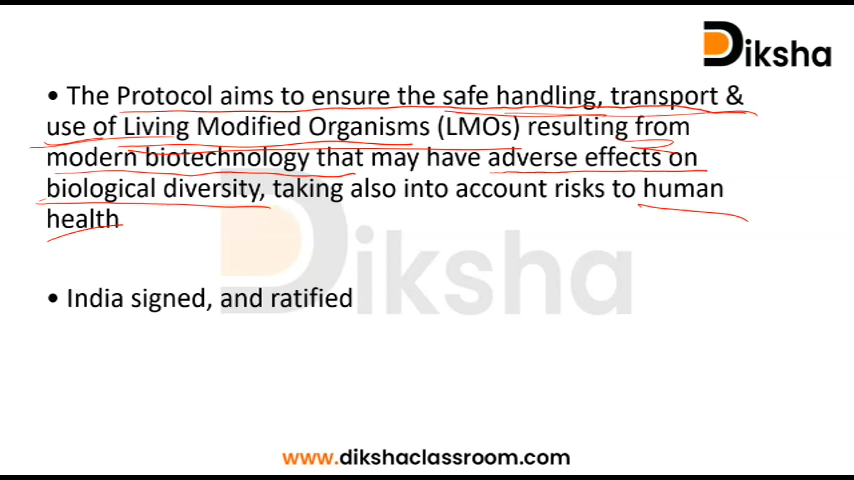 Diksha
• The Protocol aims to ensure the safe handling, transport &
use of Living Modified Organisms (LMOs) resulting from
modern biotechnology that may have adverse effects on
biological diversity, taking also into account risks to human
health
Diksha
• India signed, and ratified
www.dikshaclassroom.com